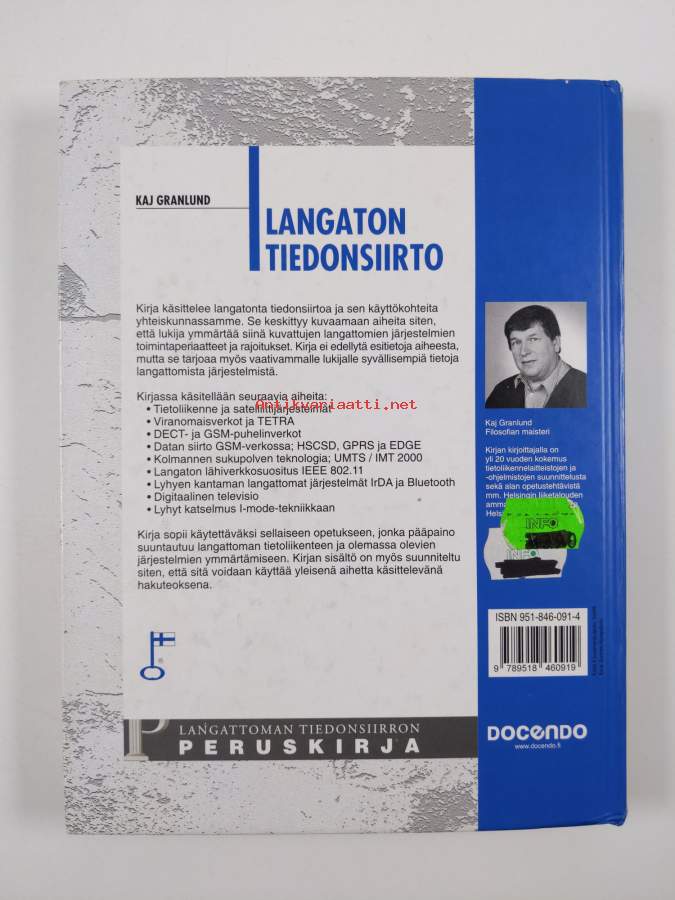 KAJ GRANLUND
LANGATON
TIEDONSIIRTO
Kirja käsittelee langatonta tiedonsiirtoa ja sen käyttökohteita
yhteiskunnassamme. Se keskittyy kuvaamaan aiheita siten,
että lukija ymmärtää siinä kuvattujen langattomien järjestelmien
toimintaperiaatteet ja rajoitukset. Kirja ei edellytä esitietoja aiheesta,
mutta se tarjoaa myös vaativammalle lukijalle syvällisempiä tietoja
langattomista järjestelmistä.
Kirjassa käsitellään seuraavia aiheita:
• Tietoliikenne ja satelliittijärjestelmät
Antikvariaatti.net
• Viranomaisverkot ja TETRA
• DECT- ja GSM-puhelinverkot
• Datan siirto GSM-verkossa; HSCSD, GPRS ja EDGE
• Kolmannen sukupolven teknologia; UMTS / IMT 2000
• Langaton lähiverkkosuositus IEEE 802.11
• Lyhyen kantaman langattomat järjestelmät IrDA ja Bluetooth
• Digitaalinen televisio
• Lyhyt katselmus I-mode-tekniikkaan
Kirja sopii käytettäväksi sellaiseen opetukseen, jonka pääpaino
suuntautuu langattoman tietoliikenteen ja olemassa olevien
järjestelmien ymmärtämiseen. Kirjan sisältö on myös suunniteltu
siten, että sitä voidaan käyttää yleisenä aihetta käsittelevänä
hakuteoksena.
LANGATTOMAN TIEDONSIIRRON
PERUSKIRJA
Kaj Granlund
Filosofian maisteri
Kirjan kirjoittajalla on
yli 20 vuoden kokemus
tietoliikennelaitteistojen ja
-ohjelmistojen suunnittelusta
sekä alan opetustehtävistä
mm. Helsingin liiketalouden
INFO
INFO
ISBN 951-846-091-4
9 789518 460919
DOCENDO
www.docendo.fi